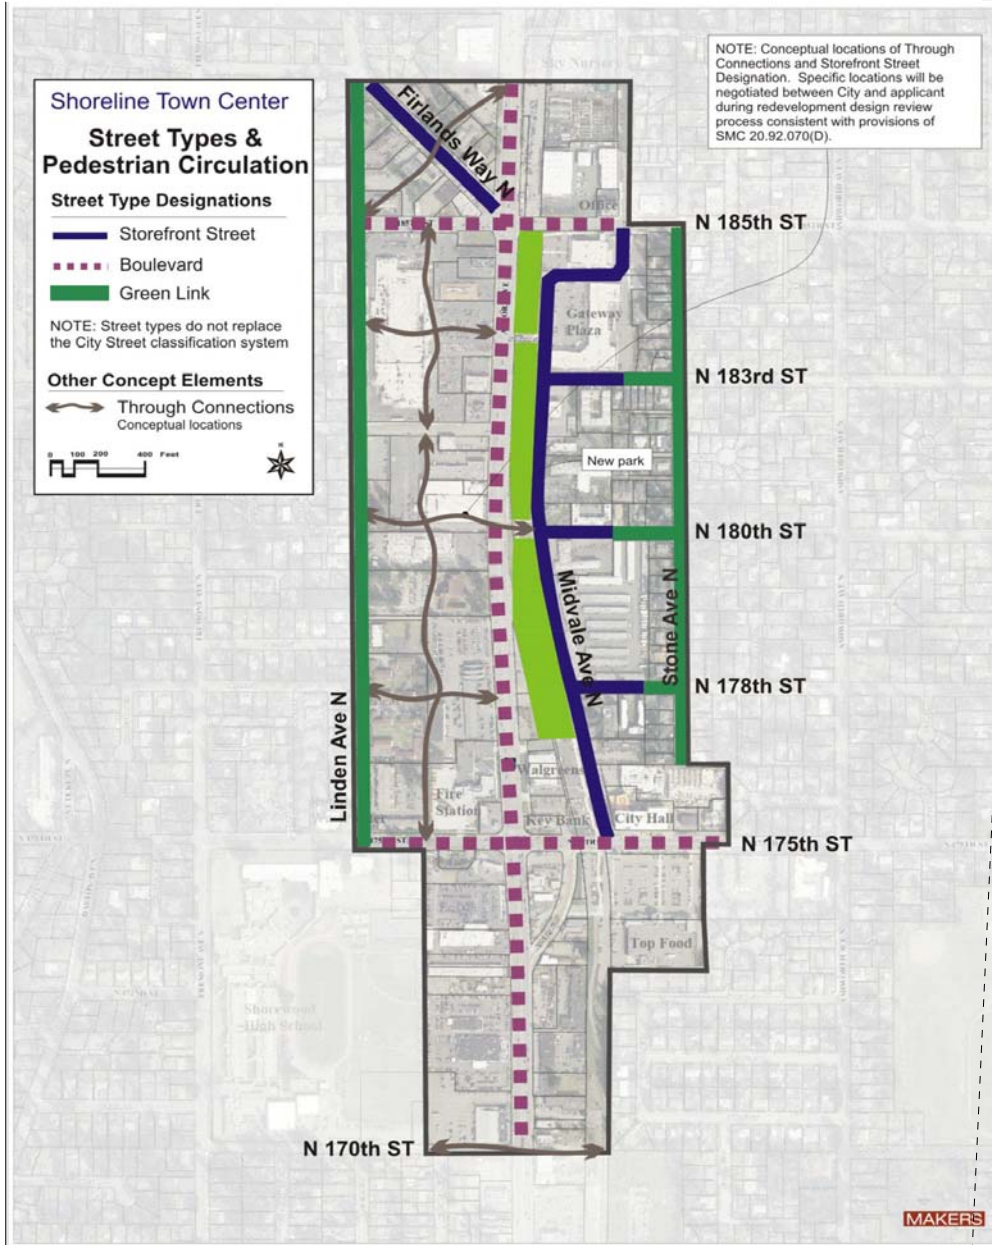 Shoreline Town Center
Street Types &
Pedestrian Circulation
Street Type Designations
Storefront Street
Boulevard
Green Link
NOTE: Street types do not replace
the City Street classification system
Other Concept Elements
Through Connections
Conceptual locations
0 100 200 400 Feet
N
NOTE: Conceptual locations of Through
Connections and Storefront Street
Designation. Specific locations will be
negotiated between City and applicant
during redevelopment design review
process consistent with provisions of
SMC 20.92.070(D).
Sky Nursery
Firlands Way N
Office
N 185th ST
Gateway
Plaza
N 183rd ST
New park
N 180th ST
Midvale Ave N
Stone Ave N
N 178th ST
Linden Ave N
Walgreens
Fire
Station
Key Bank
City Hall
N 175th ST
Top Food
Shorewood
High School
N 170th ST
MAKERS